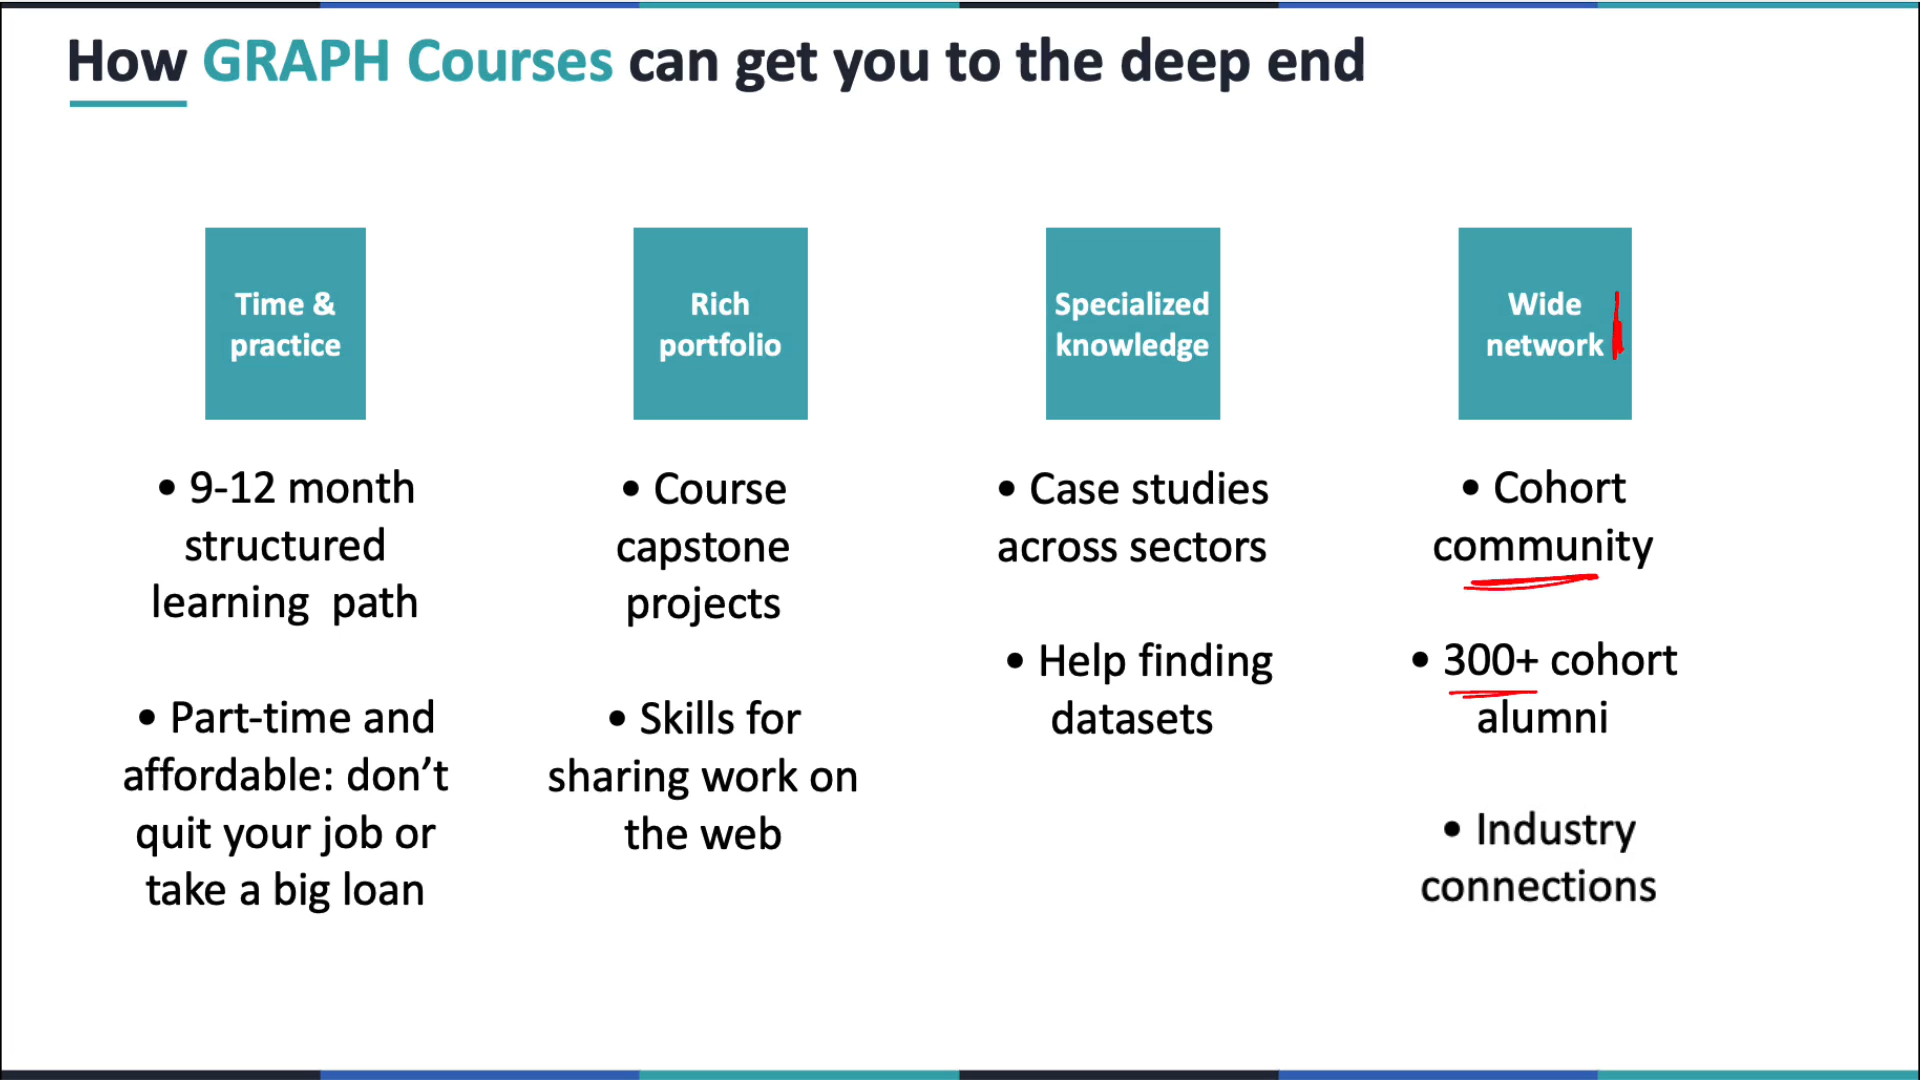 How GRAPH Courses can get you to the deep end
Time &
practice
• 9-12 month
structured
learning path
• Part-time and
affordable: don’t
quit your job or
take a big loan
Rich
portfolio
• Course
capstone
projects
• Skills for
sharing work on
the web
Specialized
knowledge
• Case studies
across sectors
• Help finding
datasets
Wide
network
• Cohort
community
• 300+ cohort
alumni
• Industry
connections